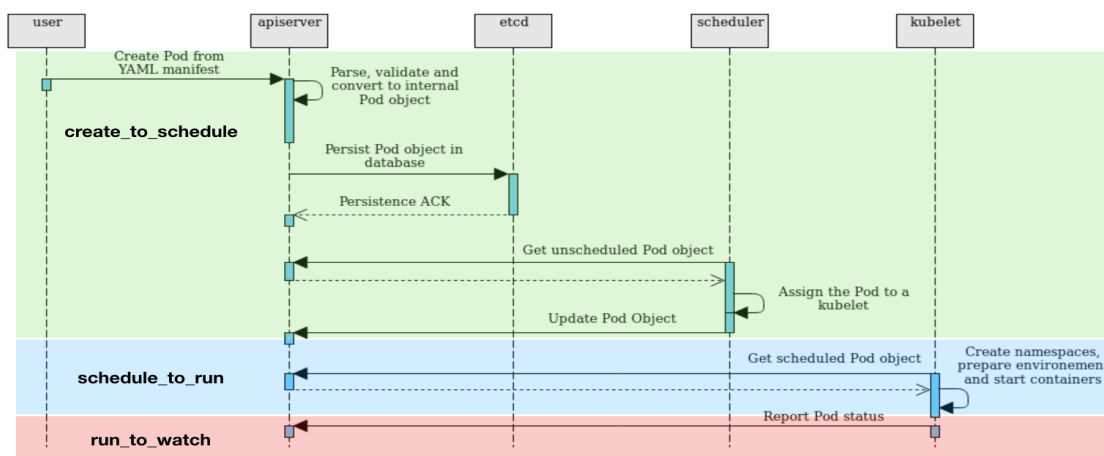 user
apiserver
etcd
scheduler
kubelet
Create Pod from
YAML manifest
Parse, validate and
convert to internal
Pod object
create_to_schedule
Persist Pod object in
database
Persistence ACK
Get unscheduled Pod object
Assign the Pod to a
kubelet
Update Pod Object
Get scheduled Pod object
Create namespaces,
prepare environemen
and start containers
schedule_to_run
Report Pod status
run_to_watch